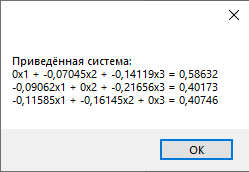 Приведённая система:
0x1 + -0,07045x2 + -0,14119x3 = 0,58632
-0,09062x1 + 0x2 + -0,21656x3 = 0,40173
-0,11585x1 + -0,16145x2 + 0x3 = 0,40746
OK